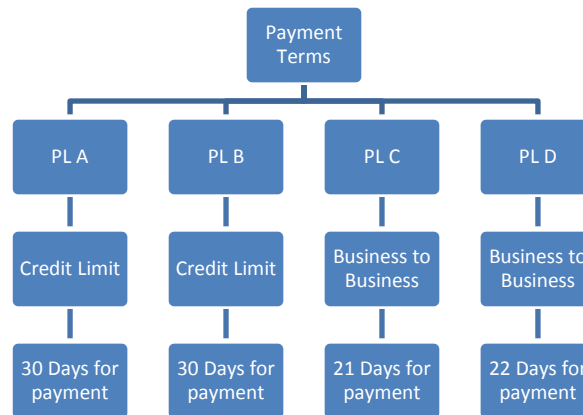 Payment
Terms
PL A
PL B
PL C
PL D
Credit Limit
Credit Limit
Business to
Business
Business to
Business
30 Days for
payment
30 Days for
payment
21 Days for
payment
22 Days for
payment